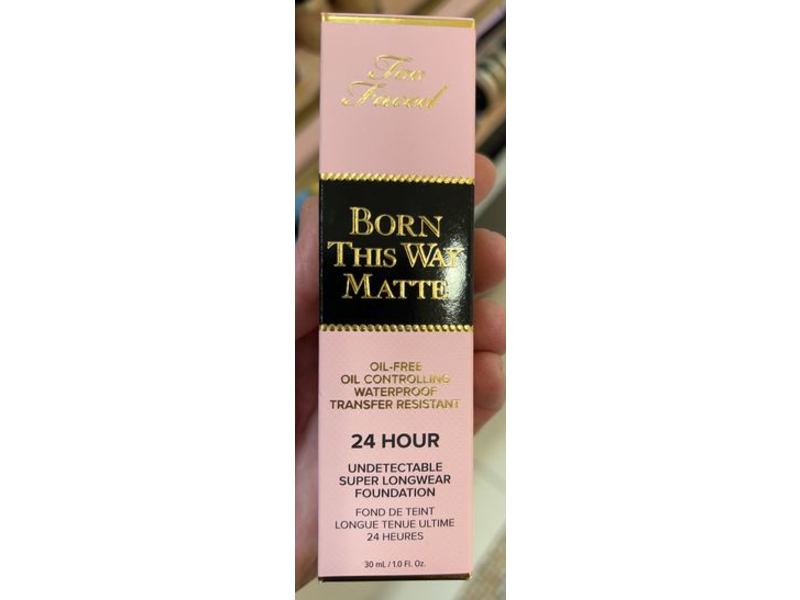 Too
Faced
BORN
THIS WAY
MATTE
OIL-FREE
OIL CONTROLLING
WATERPROOF
TRANSFER RESISTANT
24 HOUR
UNDETECTABLE
SUPER LONGWEAR
FOUNDATION
FOND DE TEINT
LONGUE TENUE ULTIME
24 HEURES
30 mL / 1.0 Fl. Oz.